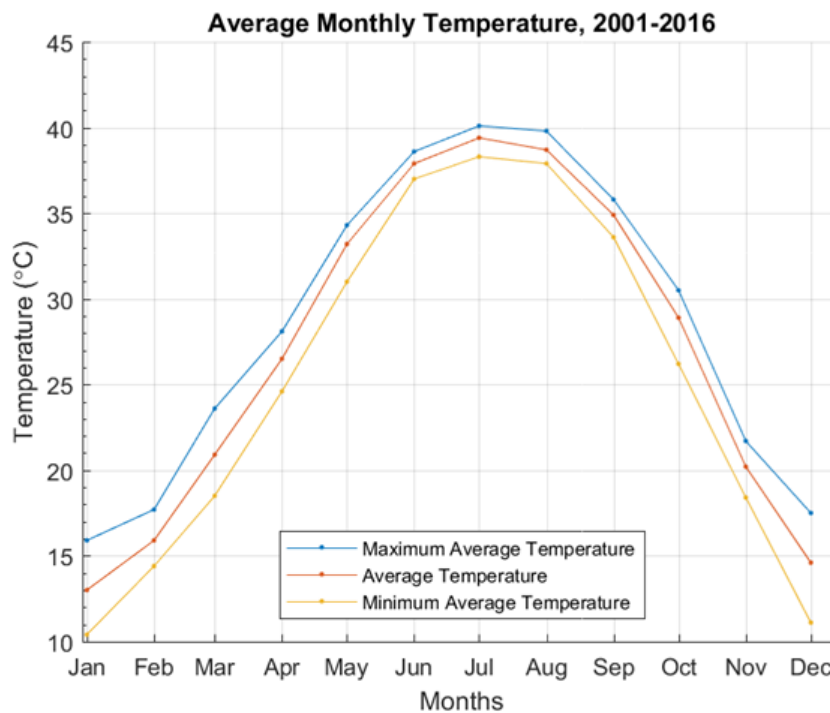 Average Monthly Temperature, 2001-2016
45
40
35
30
25
20
15
10
Temperature (°C)
Maximum Average Temperature
Average Temperature
Minimum Average Temperature
Jan Feb Mar Apr May Jun Jul Aug Sep Oct Nov Dec
Months